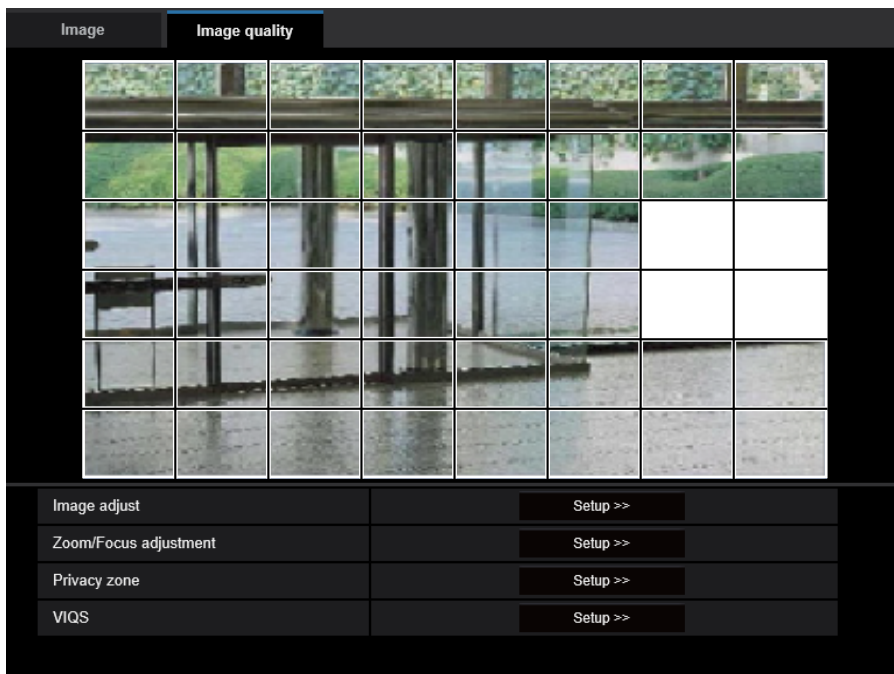 Image
Image quality
Image adjust Setup >>
Zoom/Focus adjustment Setup >>
Privacy zone Setup >>
VIQS Setup >>